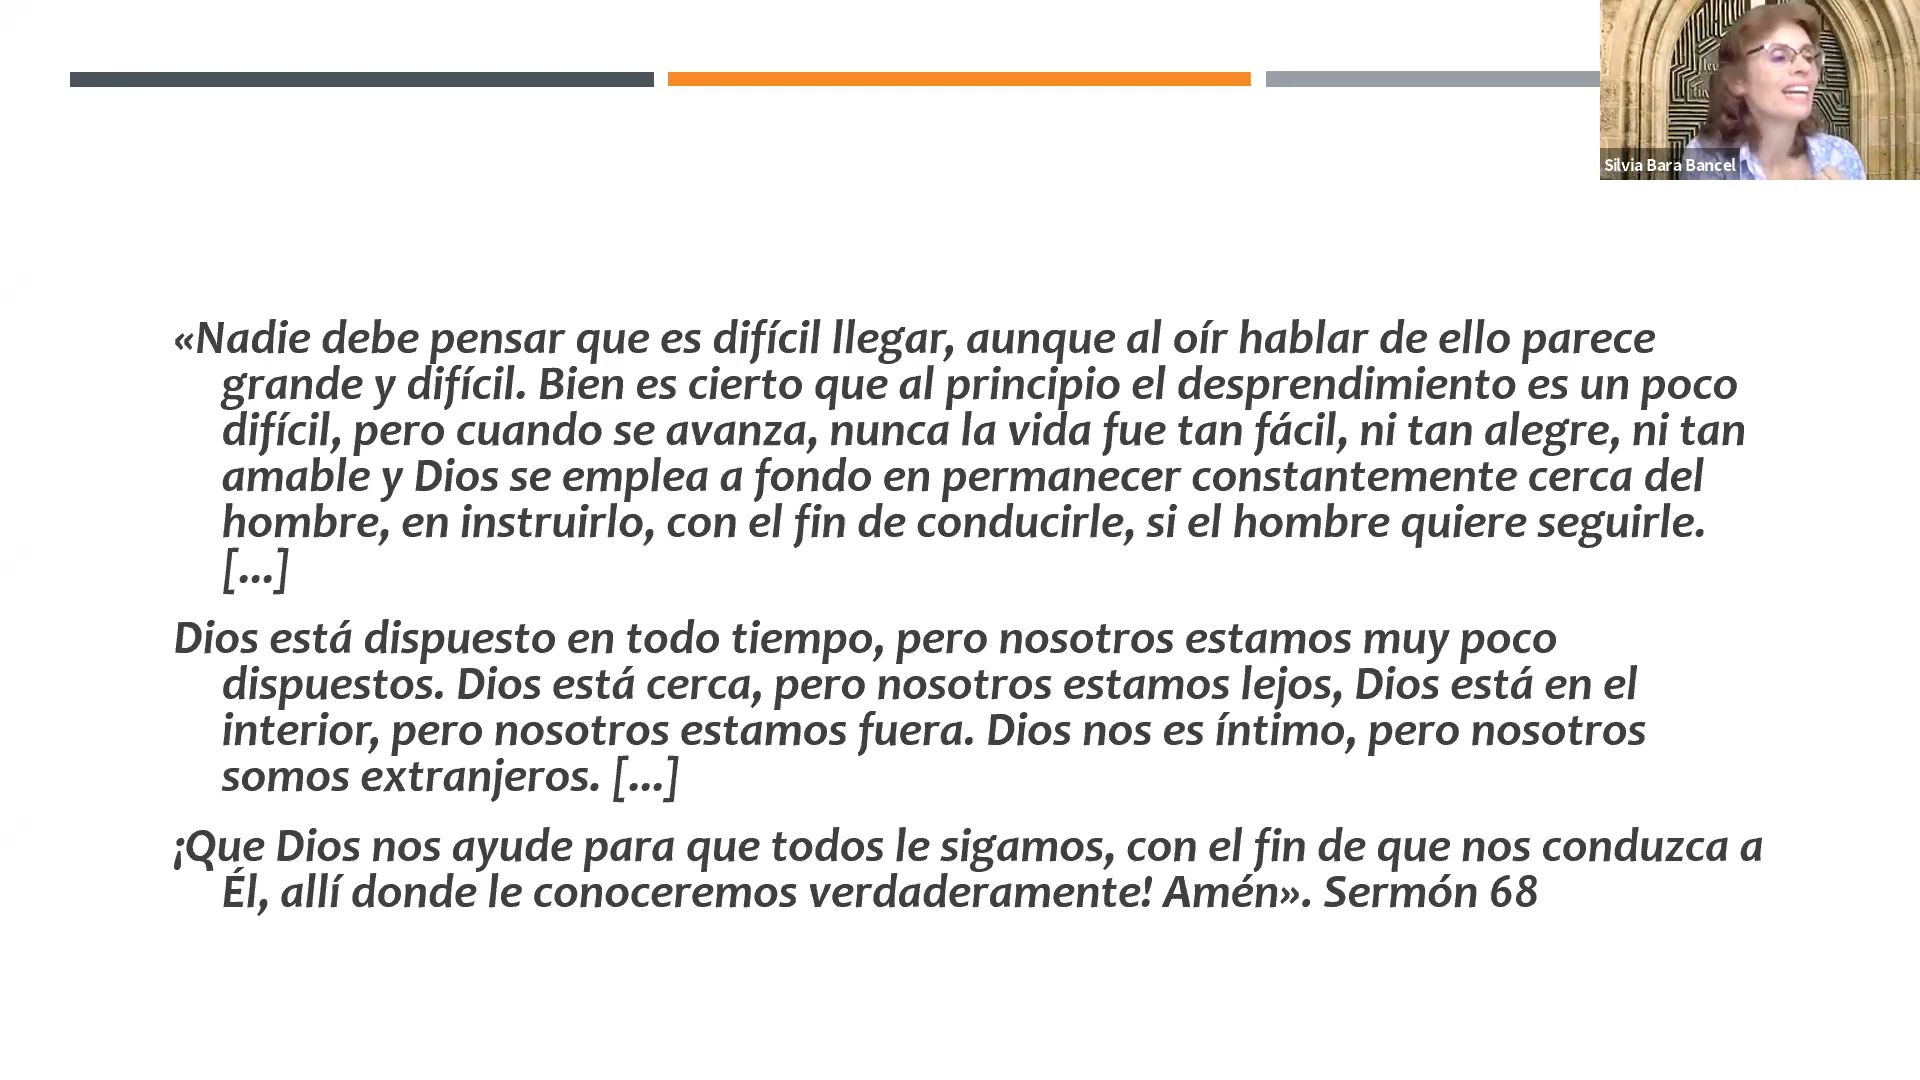 Silvia Bara Bancel
«Nadie debe pensar que es difícil llegar, aunque al oír hablar de ello parece
grande y difícil. Bien es cierto que al principio el desprendimiento es un poco
difícil, pero cuando se avanza, nunca la vida fue tan fácil, ni tan alegre, ni tan
amable y Dios se emplea a fondo en permanecer constantemente cerca del
hombre, en instruirlo, con el fin de conducirle, si el hombre quiere seguirle.
[...]
Dios está dispuesto en todo tiempo, pero nosotros estamos muy poco
dispuestos. Dios está cerca, pero nosotros estamos lejos, Dios está en el
interior, pero nosotros estamos fuera. Dios nos es íntimo, pero nosotros
somos extranjeros. [...]
¡Que Dios nos ayude para que todos le sigamos, con el fin de que nos conduzca a
Él, allí donde le conoceremos verdaderamente! Amén». Sermón 68